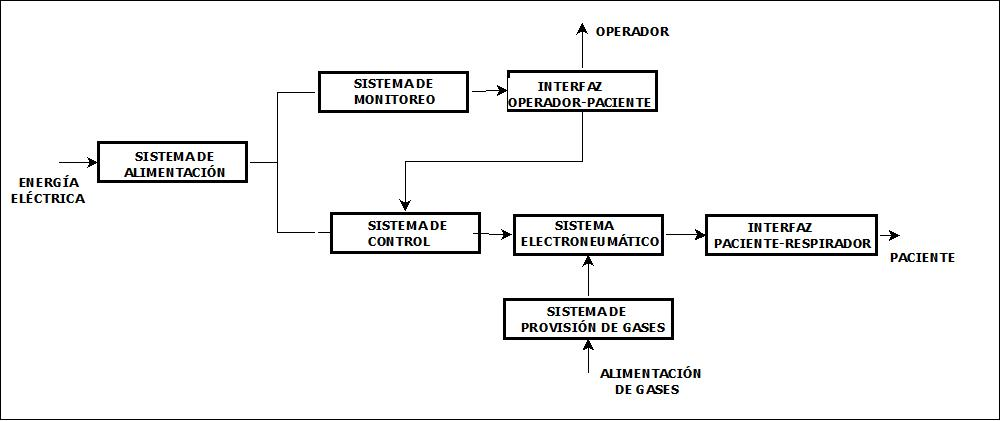 OPERADOR
SISTEMA DE
MONITOREO
INTERFAZ
OPERADOR-PACIENTE
SISTEMA DE
ALIMENTACIÓN
ENERGÍA
ELÉCTRICA
SISTEMA DE
CONTROL
SISTEMA
ELECTRONEUMÁTICO
INTERFAZ
PACIENTE-RESPIRADOR
PACIENTE
SISTEMA DE
PROVISIÓN DE GASES
ALIMENTACIÓN
DE GASES